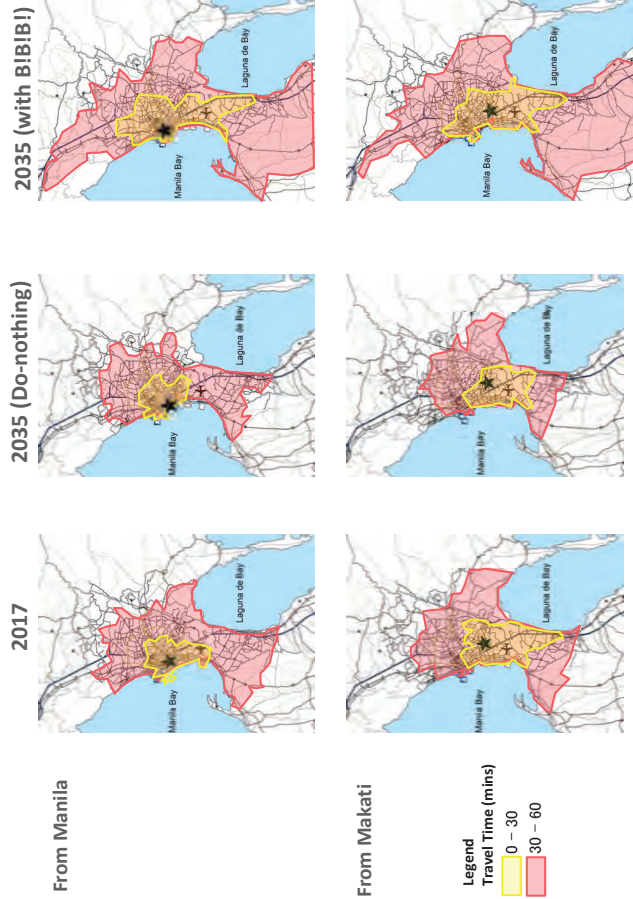 2017
2035 (Do-nothing)
2035 (with B!B!B!)
From Manila
Manila Bay
Laguna de Bay
Manila Bay
Laguna de Bay
Manila Bay
Laguna de Bay
From Makati
Manila Bay
Laguna de Bay
Manila Bay
Laguna de Bay
Manila Bay
Laguna de Bay
Legend
Travel Time (mins)
0 – 30
30 – 60